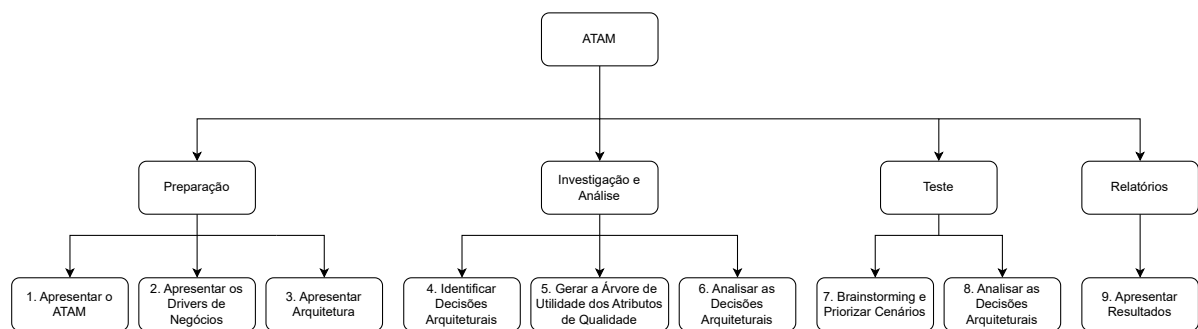 ATAM
Preparação
Investigação e
Análise
Teste
Relatórios
1. Apresentar o
ATAM
2. Apresentar os
Drivers de
Negócios
3. Apresentar
Arquitetura
4. Identificar
Decisões
Arquiteturais
5. Gerar a Árvore de
Utilidade dos Atributos
de Qualidade
6. Analisar as
Decisões
Arquiteturais
7. Brainstorming e
Priorizar Cenários
8. Analisar as
Decisões
Arquiteturais
9. Apresentar
Resultados